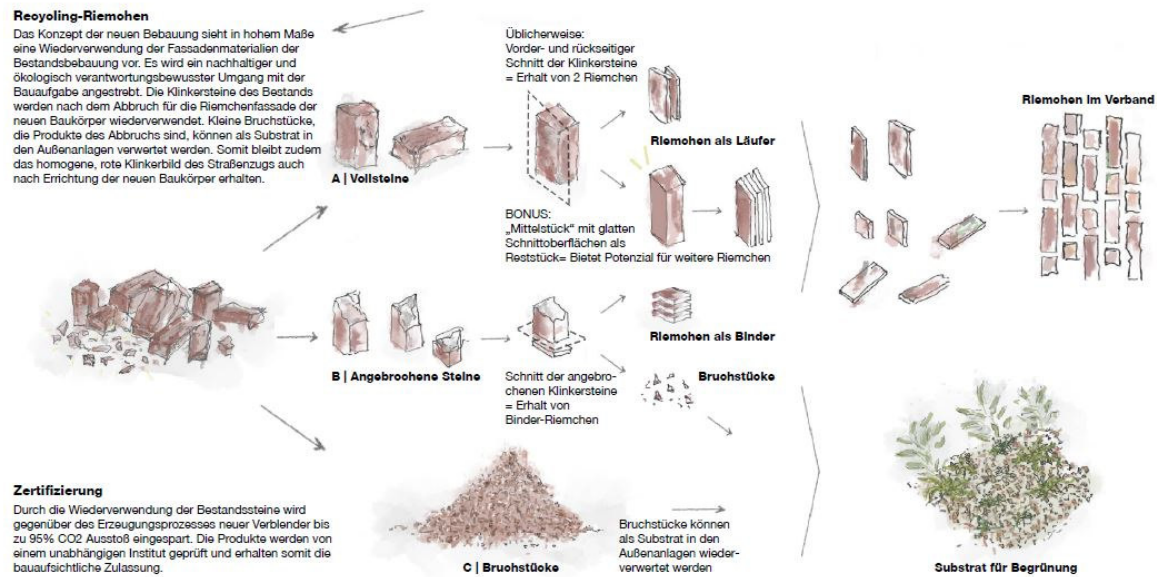 Recycling-Riemchen
Das Konzept der neuen Bebauung sieht in hohem Maße
eine Wiederverwendung der Fassadenmaterialien der
Bestandsbebauung vor. Es wird ein nachhaltiger und
ökologisch verantwortungsbewusster Umgang mit der
Bauaufgabe angestrebt. Die Klinkersteine des Bestands
werden nach dem Abbruch für die Riemchenfassade der
neuen Baukörper wiederverwendet. Kleine Bruchstücke,
die Produkte des Abbruchs sind, können als Substrat in
den Außenanlagen verwertet werden. Somit bleibt zudem
das homogene, rote Klinkerbild des Straßenzugs auch
nach Errichtung der neuen Baukörper erhalten.
A | Vollsteine
Üblicherweise:
Vorder- und rückseitiger
Schnitt der Klinkersteine
= Erhalt von 2 Riemchen
Riemchen als Läufer
BONUS:
„Mittelstück“ mit glatten
Schnittoberflächen als
Reststück= Bietet Potenzial für weitere Riemchen
Riemchen im Verband
B | Angebrochene Steine
Schnitt der angebro-
chenen Klinkersteine
= Erhalt von
Binder-Riemchen
Riemchen als Binder
Bruchstücke
Zertifizierung
Durch die Wiederverwendung der Bestandssteine wird
gegenüber des Erzeugungsprozesses neuer Verblender bis
zu 95% CO2 Ausstoß eingespart. Die Produkte werden von
einem unabhängigen Institut geprüft und erhalten somit die
bauaufsichtliche Zulassung.
C | Bruchstücke
Bruchstücke können
als Substrat in den
Außenanlagen wieder-
verwertet werden
Substrat für Begrünung